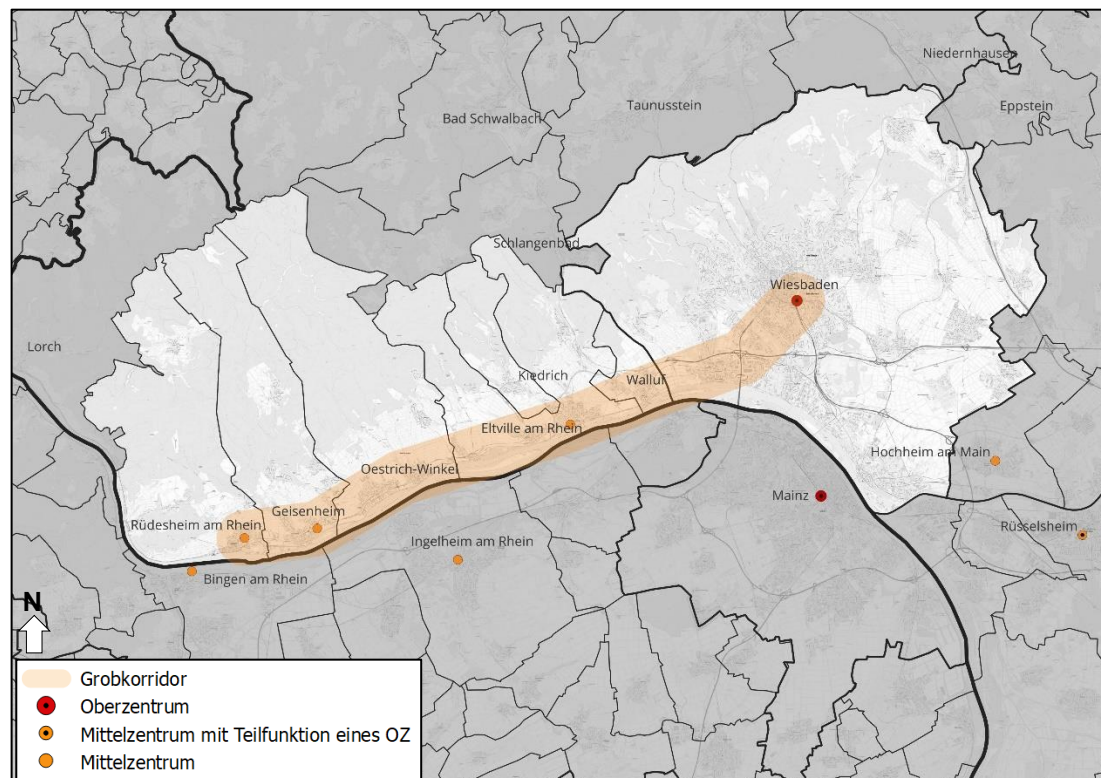 Niedernhausen
Taunusstein
Eppstein
Bad Schwalbach
Schlangenbad
Wiesbaden
Lorch
Kiedrich
Walluf
Eltville am Rhein
Hochheim am Main
Oestrich-Winkel
Mainz
Geisenheim
Rüdesheim am Rhein
Rüsselsheim
Ingelheim am Rhein
Bingen am Rhein
N
Grobkorridor
Oberzentrum
Mittelzentrum mit Teilfunktion eines OZ
Mittelzentrum